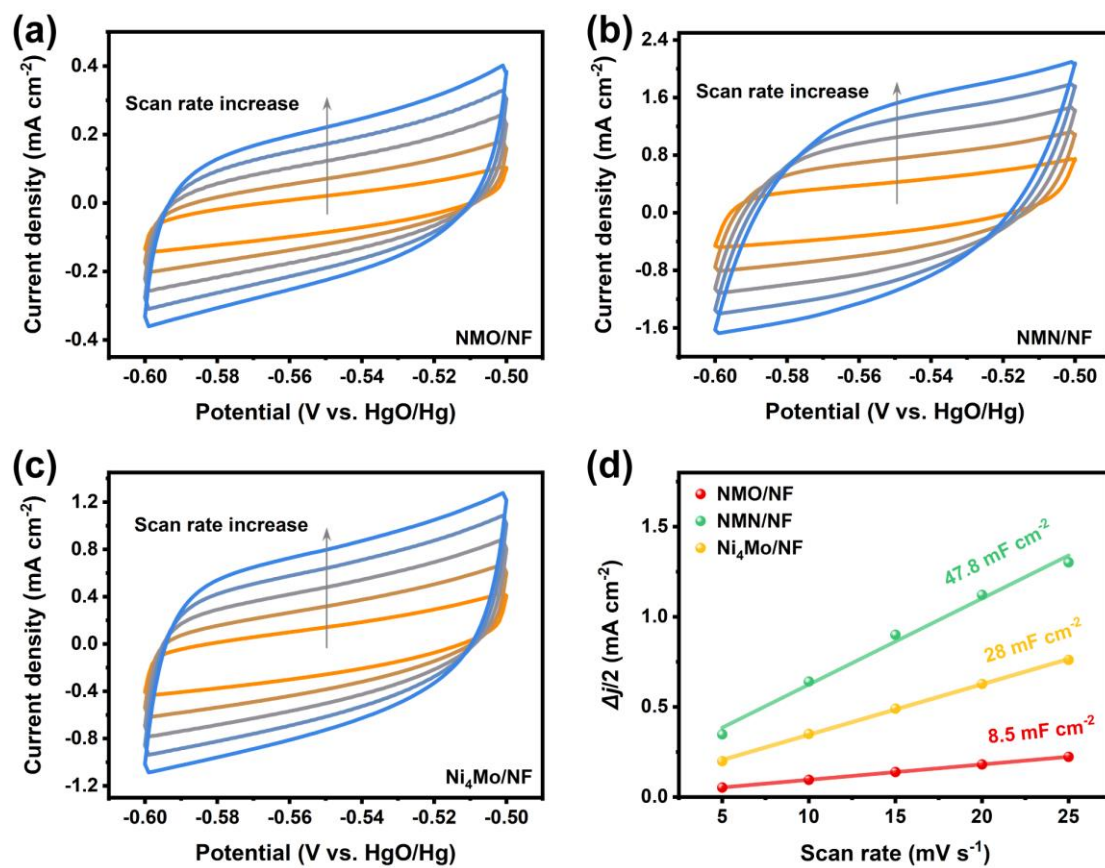 (a)
Current density (mA cm⁻²)
0.4
0.2
0.0
-0.2
-0.4
Scan rate increase
NMO/NF
-0.60
-0.58
-0.56
-0.54
-0.52
-0.50
Potential (V vs. HgO/Hg)
(b)
Current density (mA cm⁻²)
2.4
1.6
0.8
0.0
-0.8
-1.6
Scan rate increase
NMN/NF
-0.60
-0.58
-0.56
-0.54
-0.52
-0.50
Potential (V vs. HgO/Hg)
(c)
Current density (mA cm⁻²)
1.2
0.8
0.4
0.0
-0.4
-0.8
-1.2
Scan rate increase
Ni₄Mo/NF
-0.60
-0.58
-0.56
-0.54
-0.52
-0.50
Potential (V vs. HgO/Hg)
(d)
Δj/2 (mA cm⁻²)
1.5
1.0
0.5
0.0
NMO/NF
NMN/NF
Ni₄Mo/NF
47.8 mF cm⁻²
28 mF cm⁻²
8.5 mF cm⁻²
5
10
15
20
25
Scan rate (mV s⁻¹)